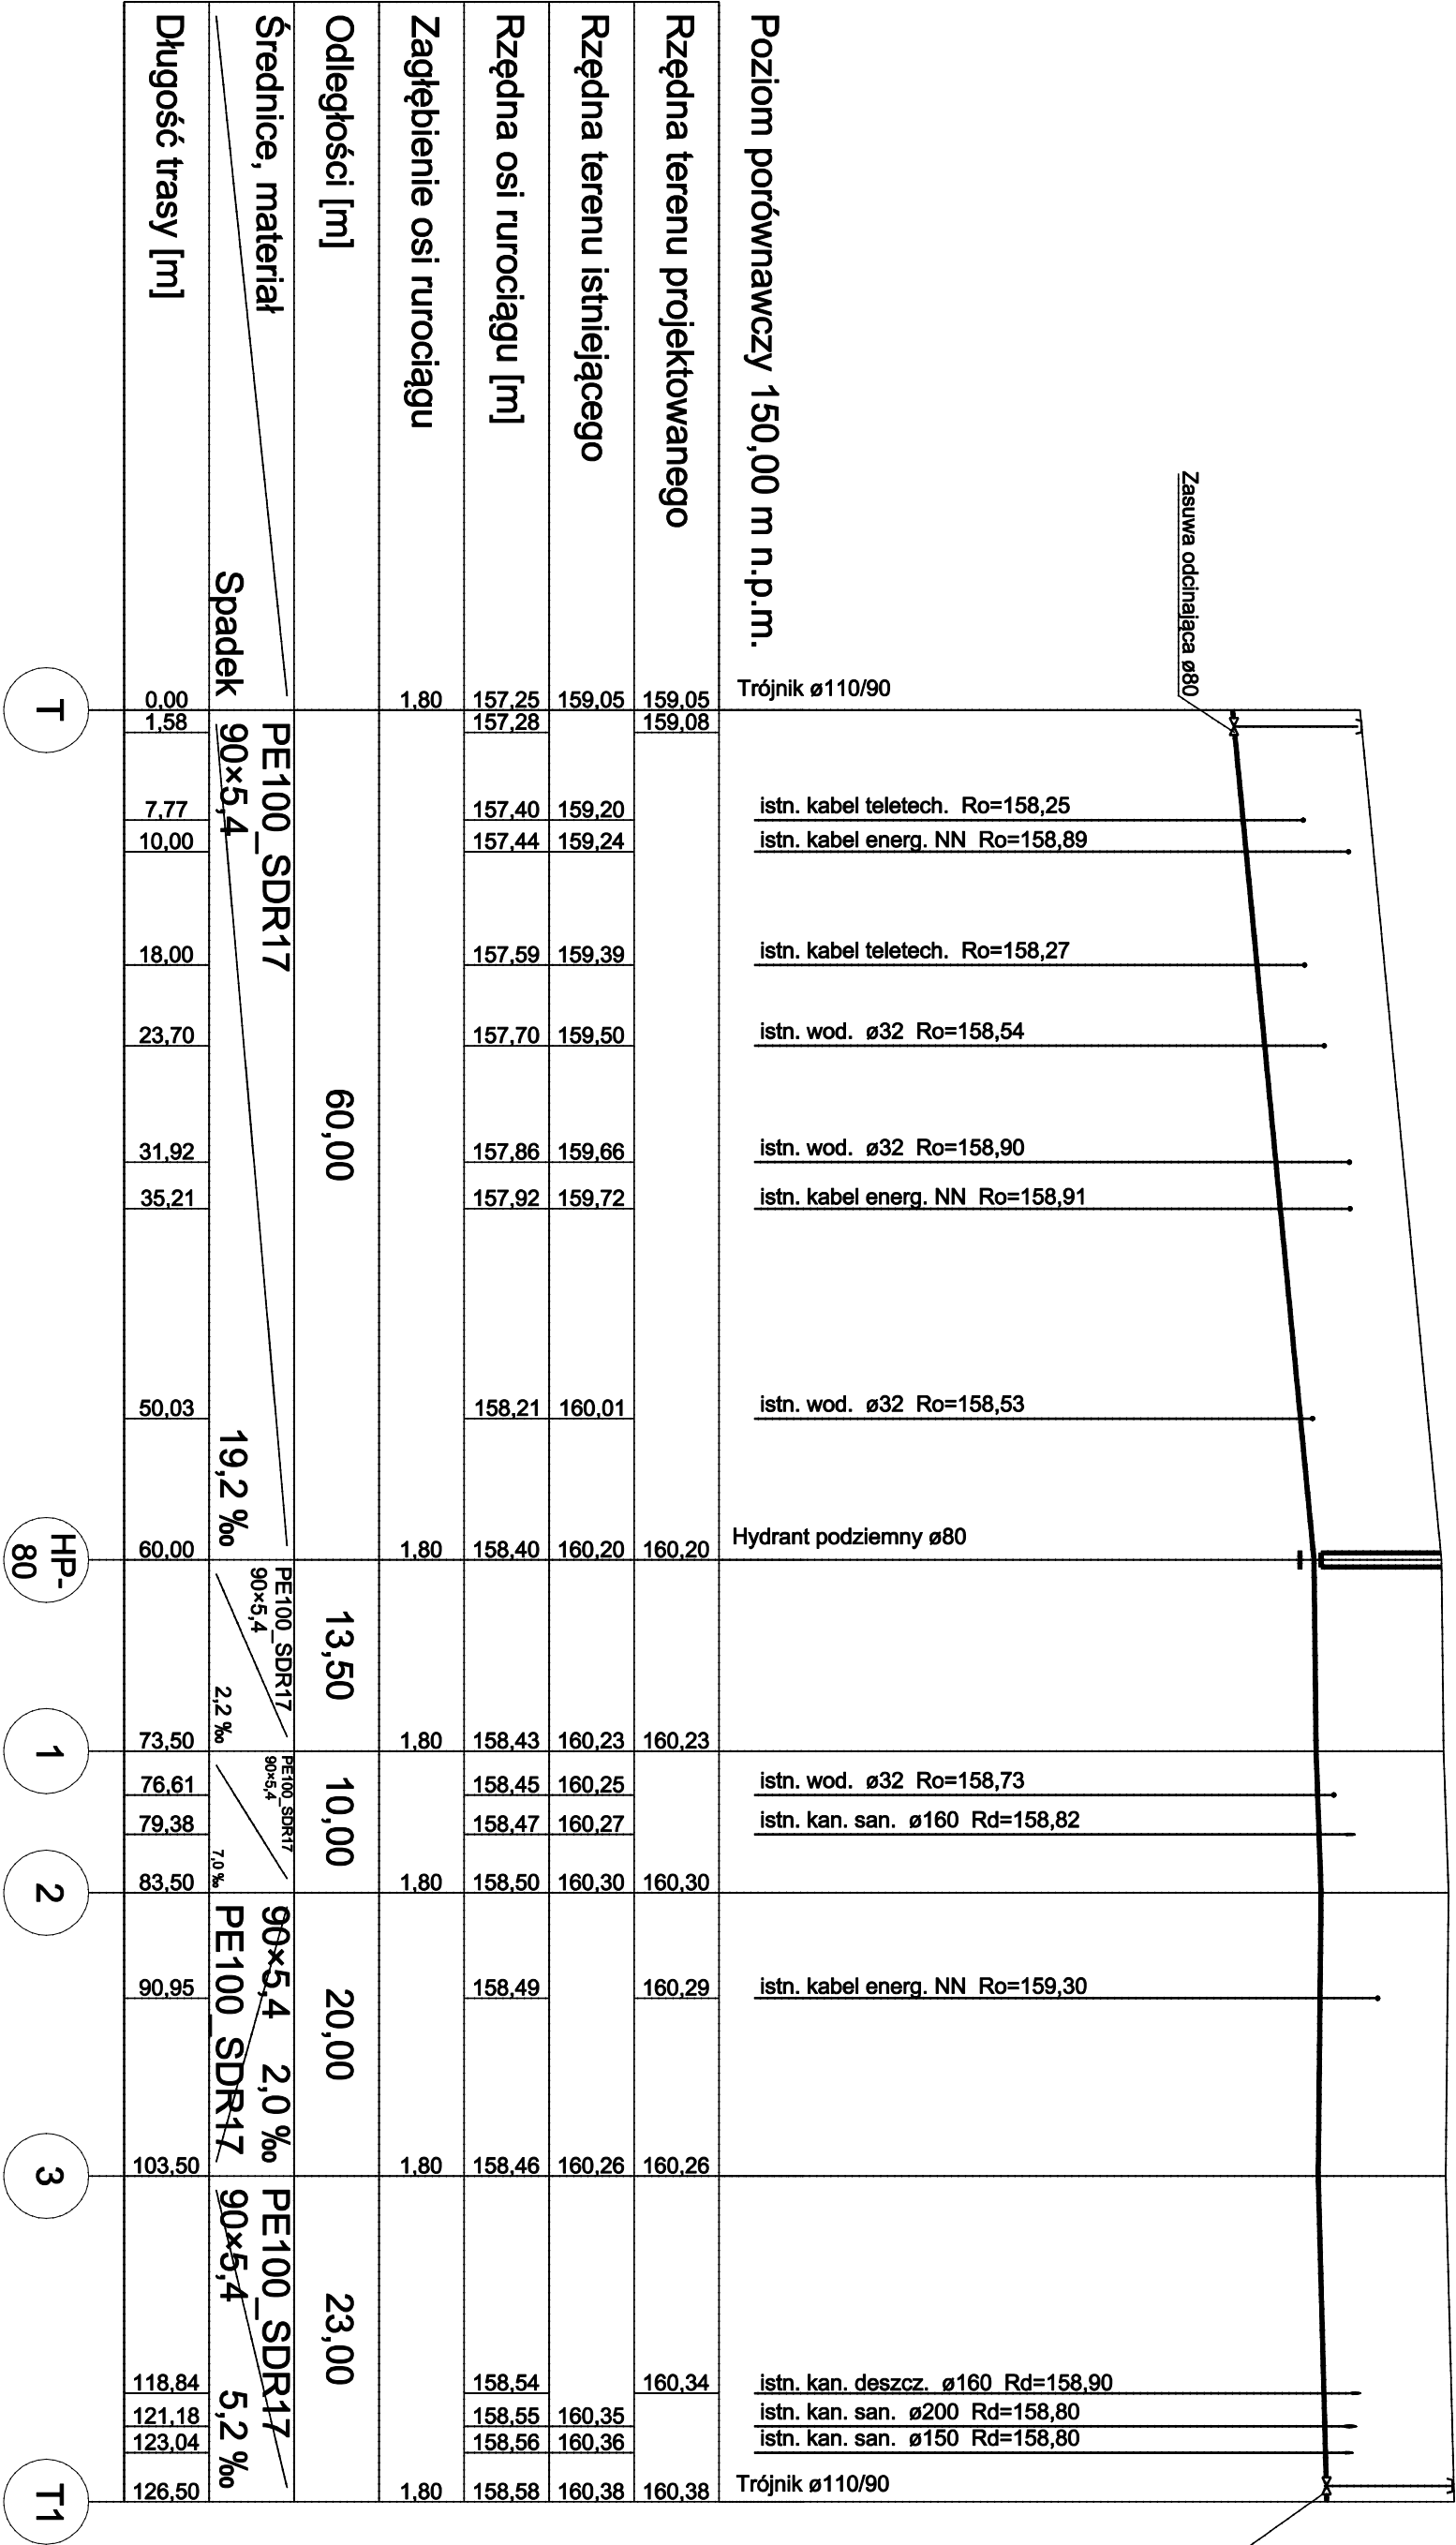 Zasuwa odcinająca ø80
Poziom porównawczy 150,00 m n.p.m.
Trójnik ø110/90
istn. kabel teletech. Ro=158,25
istn. kabel energ. NN Ro=158,89
istn. kabel teletech. Ro=158,27
istn. wod. ø32 Ro=158,54
istn. wod. ø32 Ro=158,90
istn. kabel energ. NN Ro=158,91
istn. wod. ø32 Ro=158,53
Hydrant podziemny ø80
istn. wod. ø32 Ro=158,73
istn. kan. san. ø160 Rd=158,82
istn. kabel energ. NN Ro=159,30
istn. kan. deszcz. ø160 Rd=158,90
istn. kan. san. ø200 Rd=158,80
istn. kan. san. ø150 Rd=158,80
Trójnik ø110/90
Rzędna terenu projektowanego 159,05 159,08 160,20 160,23 160,30 160,29 160,26 160,34 160,38
Rzędna terenu istniejącego 159,05 159,20 159,24 159,39 159,50 159,66 159,72 160,01 160,20 160,23 160,25 160,27 160,30 160,26 160,35 160,36 160,38
Rzędna osi rurociągu [m] 157,25 157,28 157,40 157,44 157,59 157,70 157,86 157,92 158,21 158,40 158,43 158,45 158,47 158,50 158,49 158,46 158,54 158,55 158,56 158,58
Zagłębienie osi rurociągu 1,80 1,80 1,80 1,80 1,80 1,80
Odległości [m] 60,00 13,50 10,00 20,00 23,00
Średnice, materiał
Spadek
PE100_SDR17
90×5,4
19,2 ‰
PE100_SDR17
90×5,4
2,2 ‰
PE100_SDR17
90×5,4
7,0 ‰
90×5,4 2,0 ‰
PE100_SDR17
PE100_SDR17
90×5,4 5,2 ‰
Długość trasy [m] 0,00 1,58 7,77 10,00 18,00 23,70 31,92 35,21 50,03 60,00 73,50 76,61 79,38 83,50 90,95 103,50 118,84 121,18 123,04 126,50
T
HP-
80
1
2
3
T1